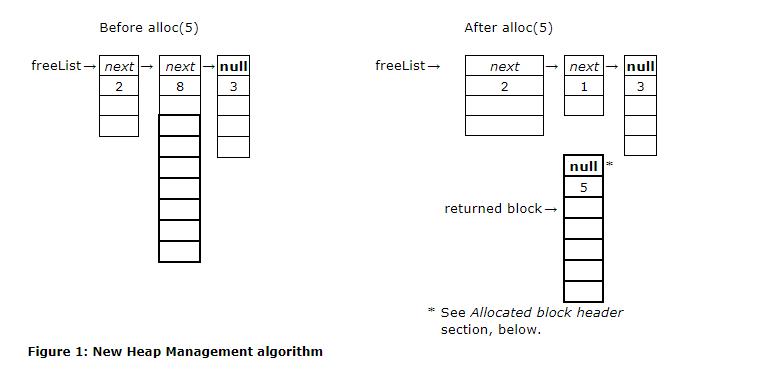 Before alloc(5)
After alloc(5)
freeList→ next → next → null
2 8 3
freeList→ next → next → null
2 1 3
null *
5
returned block→
* See Allocated block header
section, below.
Figure 1: New Heap Management algorithm